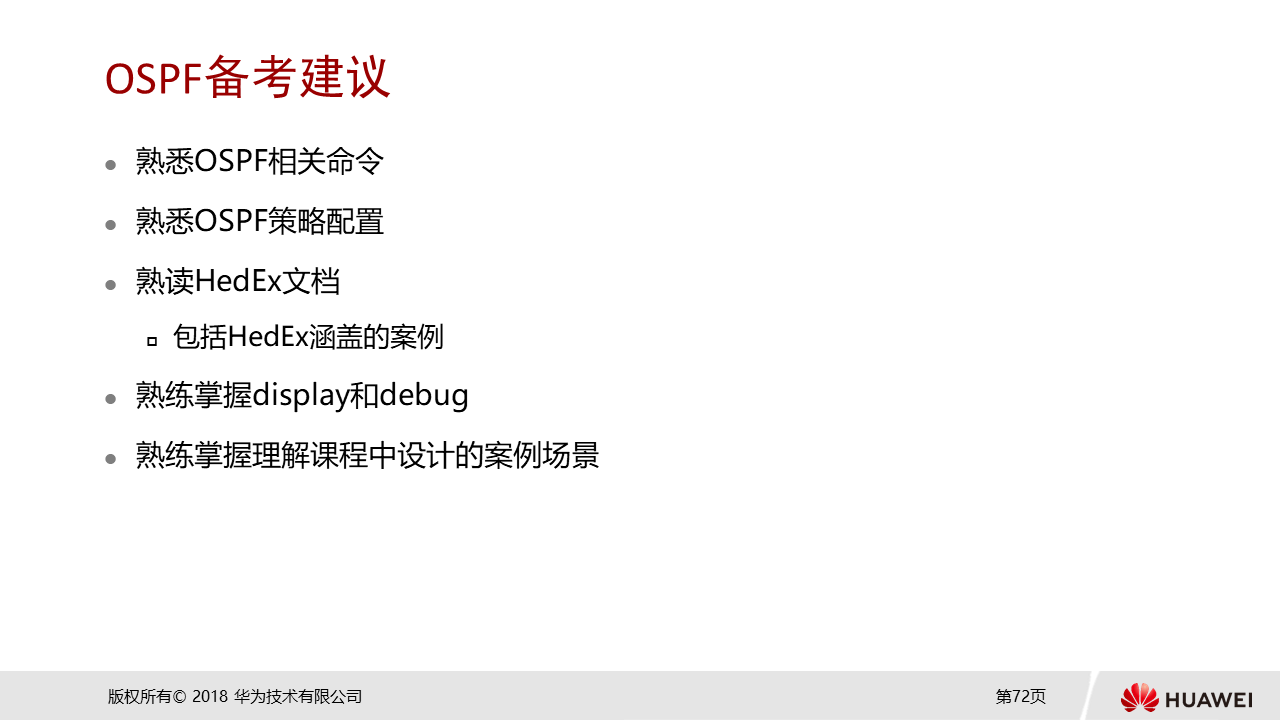 OSPF备考建议
熟悉OSPF相关命令
熟悉OSPF策略配置
熟读HedEx文档
包括HedEx涵盖的案例
熟练掌握display和debug
熟练掌握理解课程中设计的案例场景
版权所有© 2018 华为技术有限公司
第72页
HUAWEI